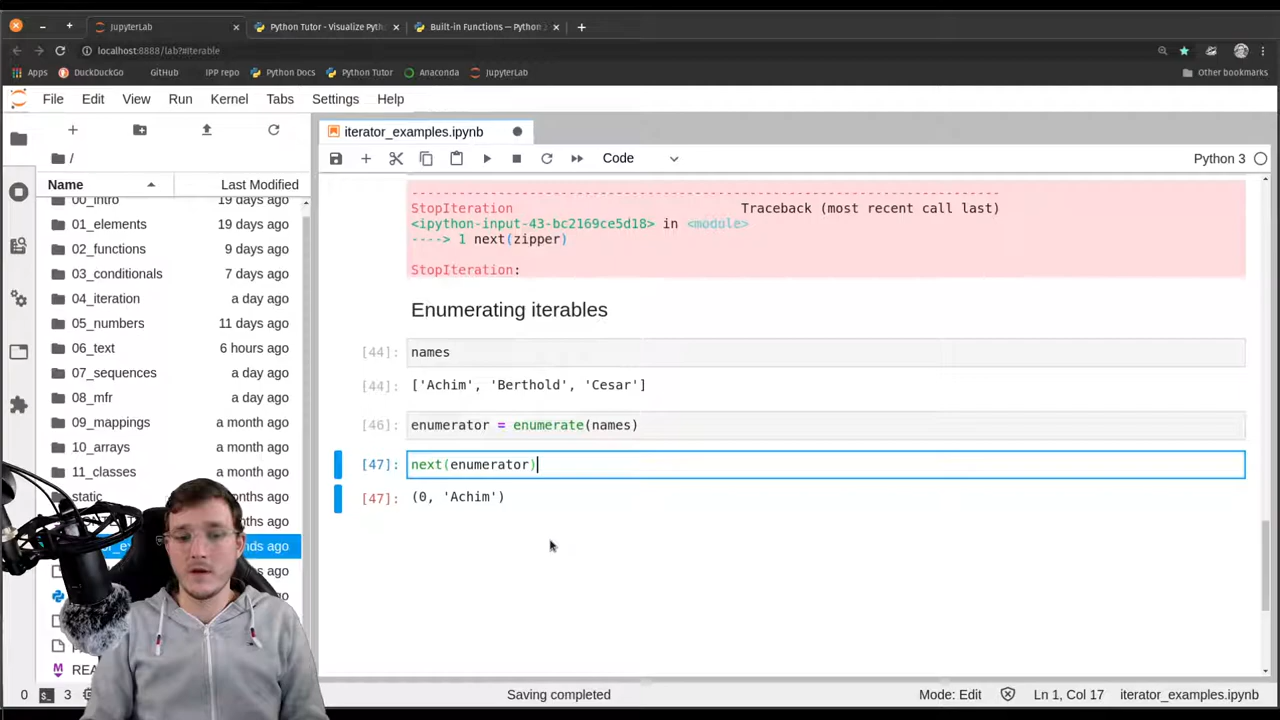 JupyterLab
Python Tutor - Visualize Pyth
Built-in Functions — Python
localhost:8888/lab?#Iterable
Apps
DuckDuckGo
GitHub
IPP repo
Python Docs
Python Tutor
Anaconda
JupyterLab
Other bookmarks
File Edit View Run Kernel Tabs Settings Help
iterator_examples.ipynb
/
Code
Python 3
Name Last Modified
00_intro 19 days ago
01_elements 19 days ago
02_functions 9 days ago
03_conditionals 7 days ago
04_iteration a day ago
05_numbers 11 days ago
06_text 6 hours ago
07_sequences a day ago
08_mfr a day ago
09_mappings a month ago
10_arrays a month ago
11_classes a month ago
static
ago
REA
--------------------------------------------------------------------------
StopIteration Traceback (most recent call last)
<ipython-input-43-bc2169ce5d18> in <module>
----> 1 next(zipper)
StopIteration:
Enumerating iterables
[44]: names
[44]: ['Achim', 'Berthold', 'Cesar']
[46]: enumerator = enumerate(names)
[47]: next(enumerator)
[47]: (0, 'Achim')
0 3
Saving completed
Mode: Edit
Ln 1, Col 17
iterator_examples.ipynb